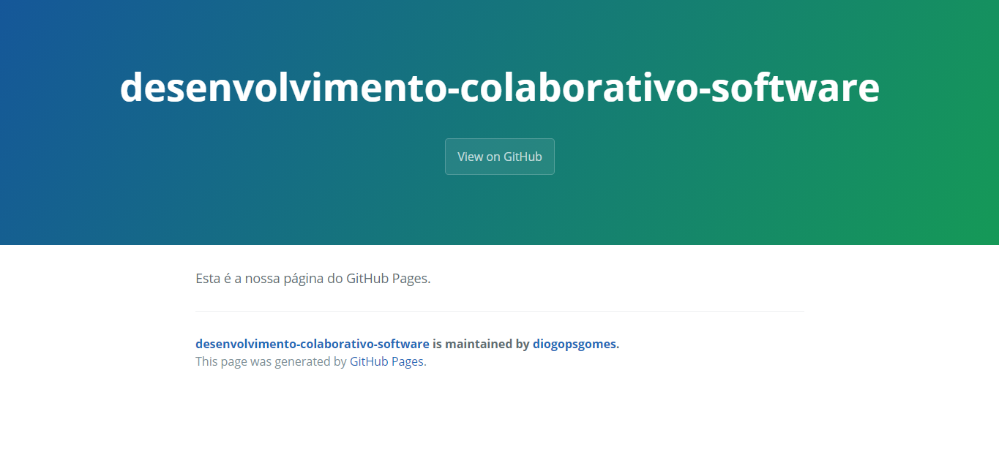 desenvolvimento-colaborativo-software
View on GitHub
Esta é a nossa página do GitHub Pages.
desenvolvimento-colaborativo-software is maintained by diogopsgomes.
This page was generated by GitHub Pages.